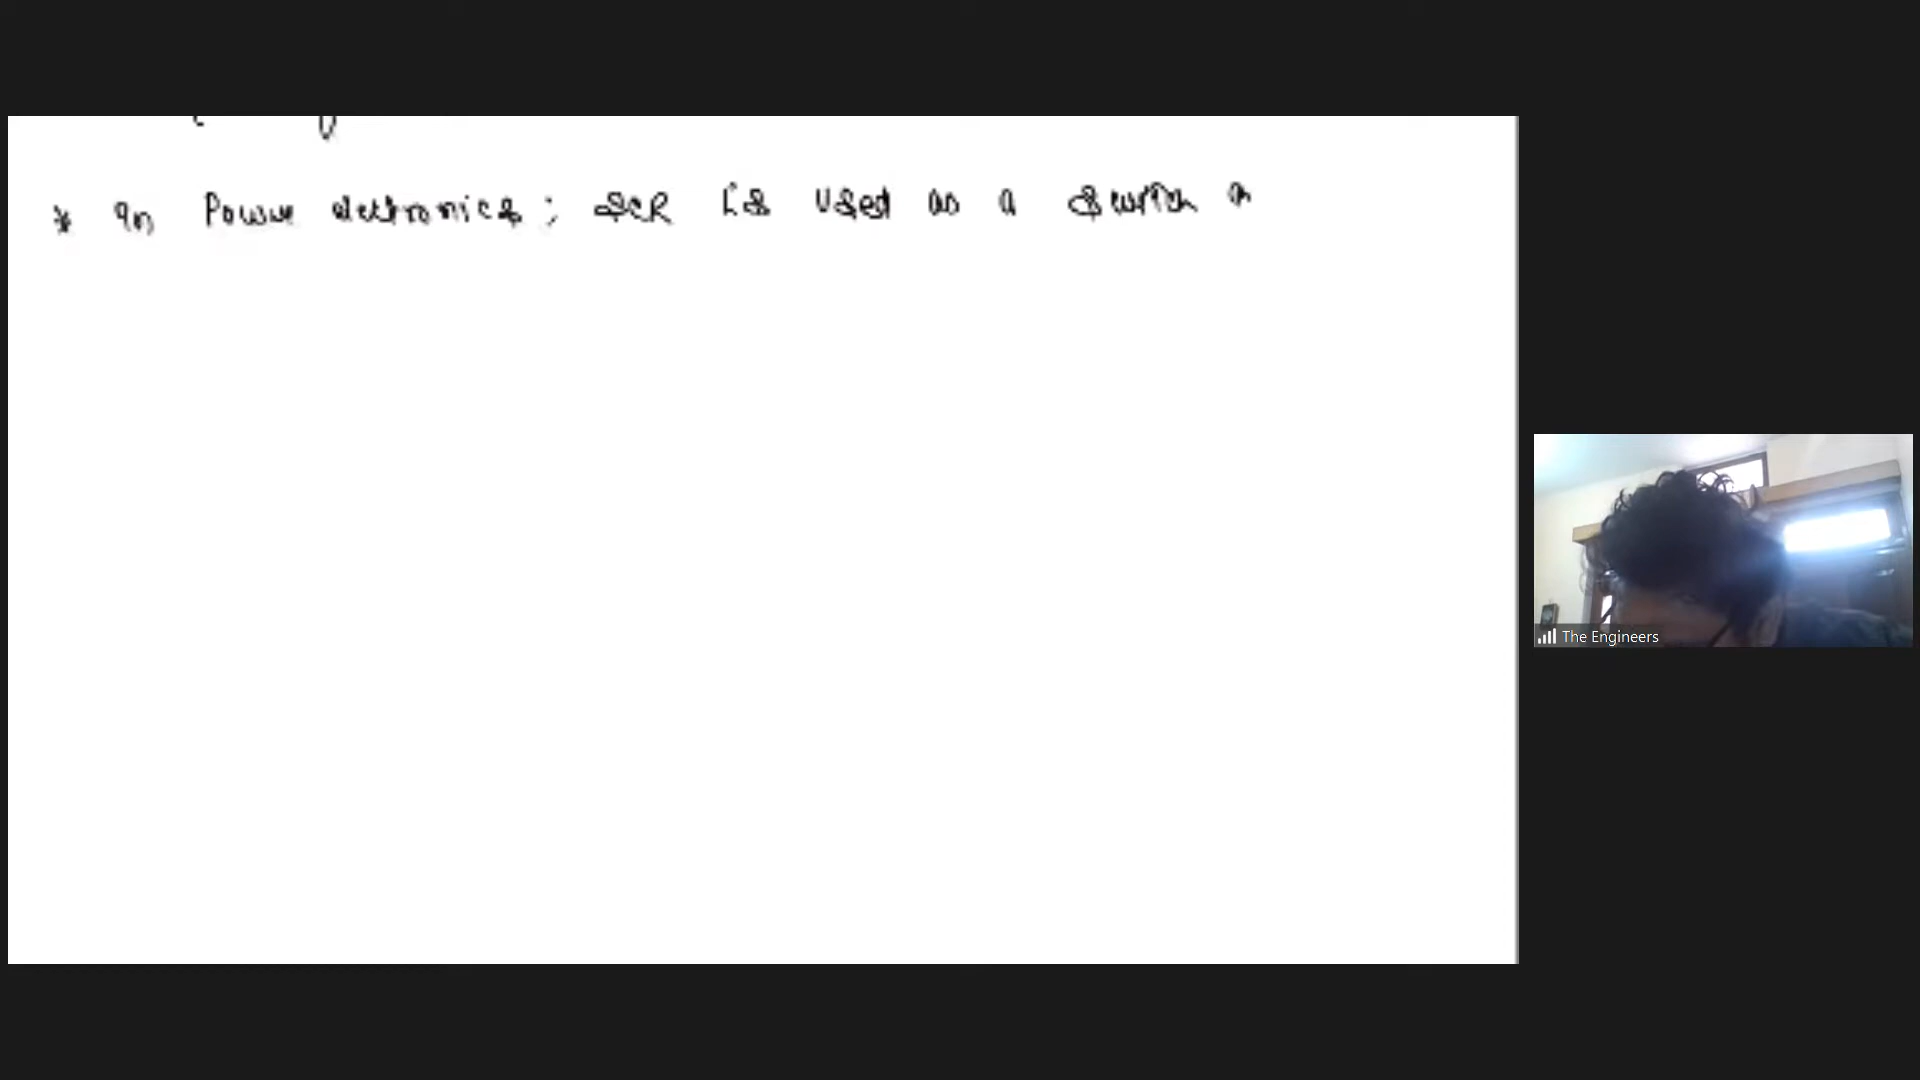 * In Power electronics; SCR is used as a switch
The Engineers